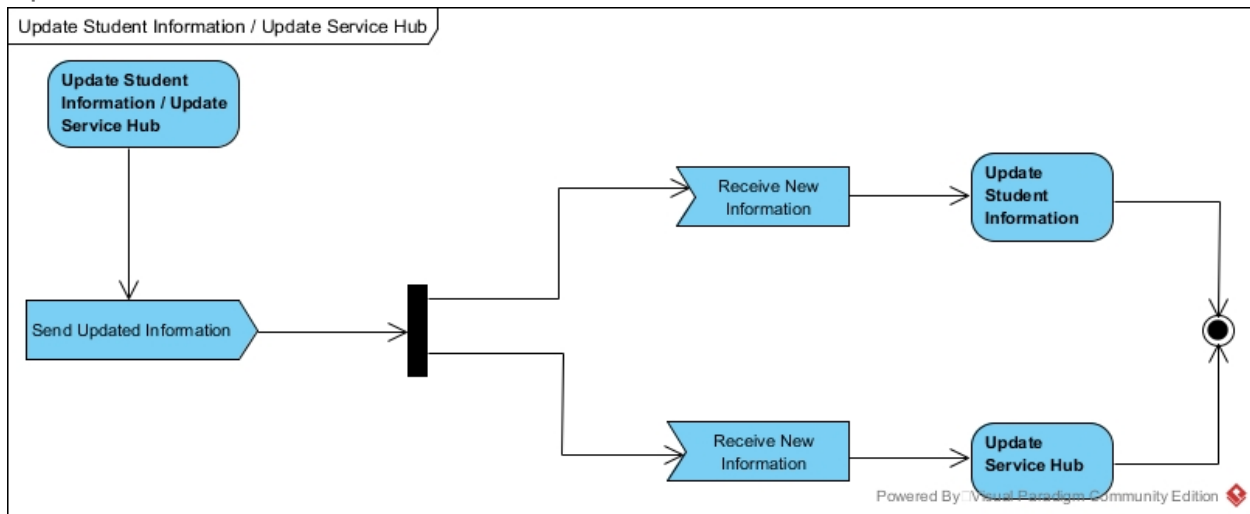 Update Student Information / Update Service Hub
Update Student
Information / Update
Service Hub
Send Updated Information
Receive New
Information
Update
Student
Information
Receive New
Information
Update
Service Hub
Powered By Visual Paradigm Community Edition